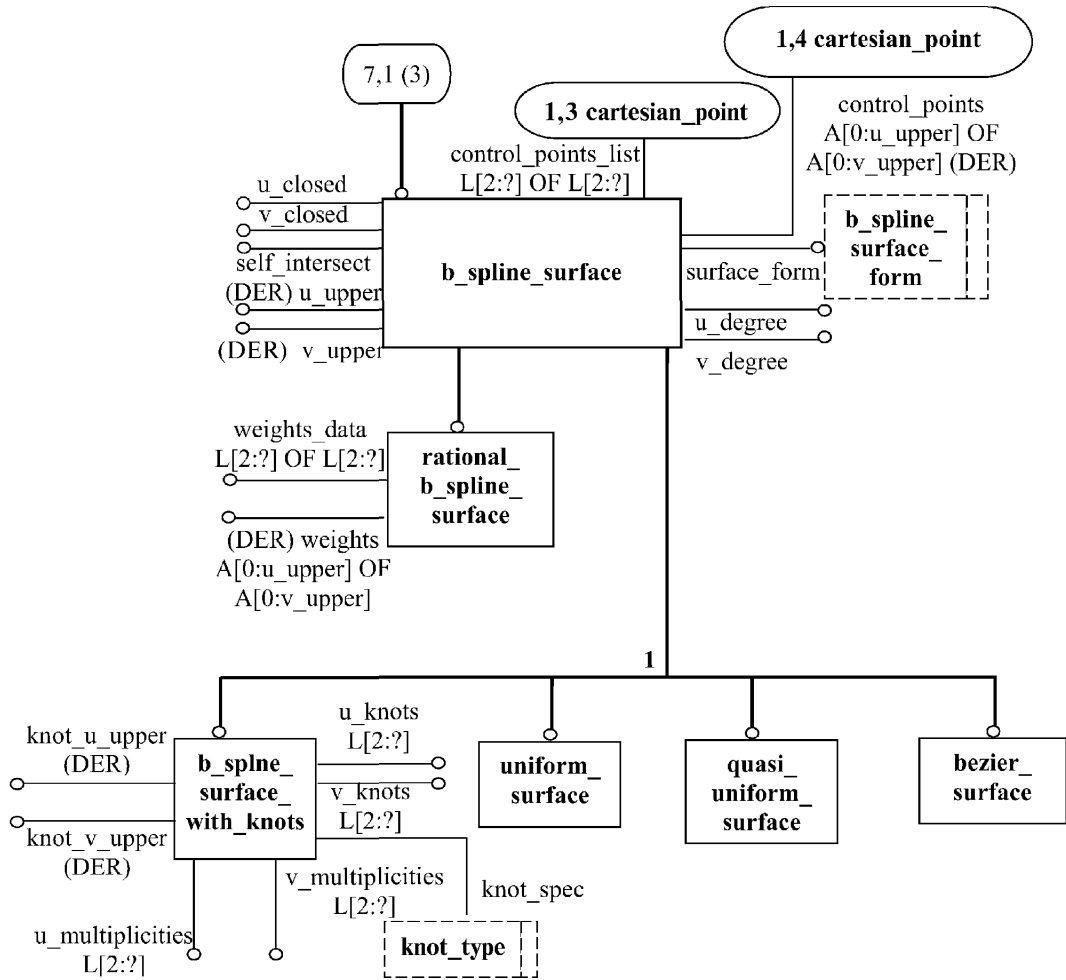 1,4 cartesian_point
7,1 (3)
1,3 cartesian_point
control_points
A[0:u_upper] OF
A[0:v_upper] (DER)
control_points_list
L[2:?] OF L[2:?]
u_closed
v_closed
self_intersect
(DER) u_upper
(DER) v_upper
b_spline_surface
surface_form
b_spline_
surface_
form
u_degree
v_degree
weights_data
L[2:?] OF L[2:?]
rational_
b_spline_
surface
(DER) weights
A[0:u_upper] OF
A[0:v_upper]
1
knot_u_upper
(DER)
knot_v_upper
(DER)
b_splne_
surface_
with_knots
u_knots
L[2:?]
v_knots
L[2:?]
uniform_
surface
quasi_
uniform_
surface
bezier_
surface
v_multiplicities
L[2:?]
knot_spec
u_multiplicities
L[2:?]
knot_type